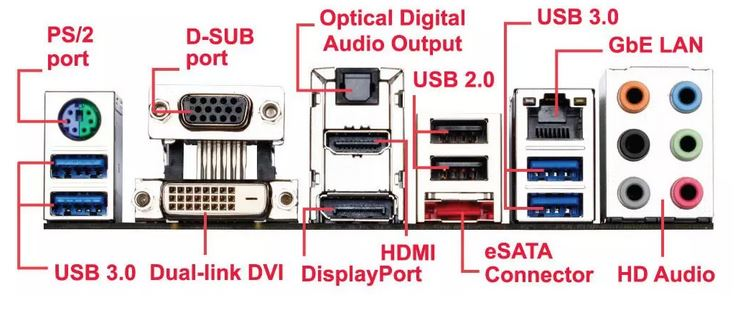 PS/2
port
D-SUB
port
Optical Digital
Audio Output
USB 2.0
USB 3.0
GbE LAN
USB 3.0
Dual-link DVI
HDMI
DisplayPort
eSATA
Connector
HD Audio